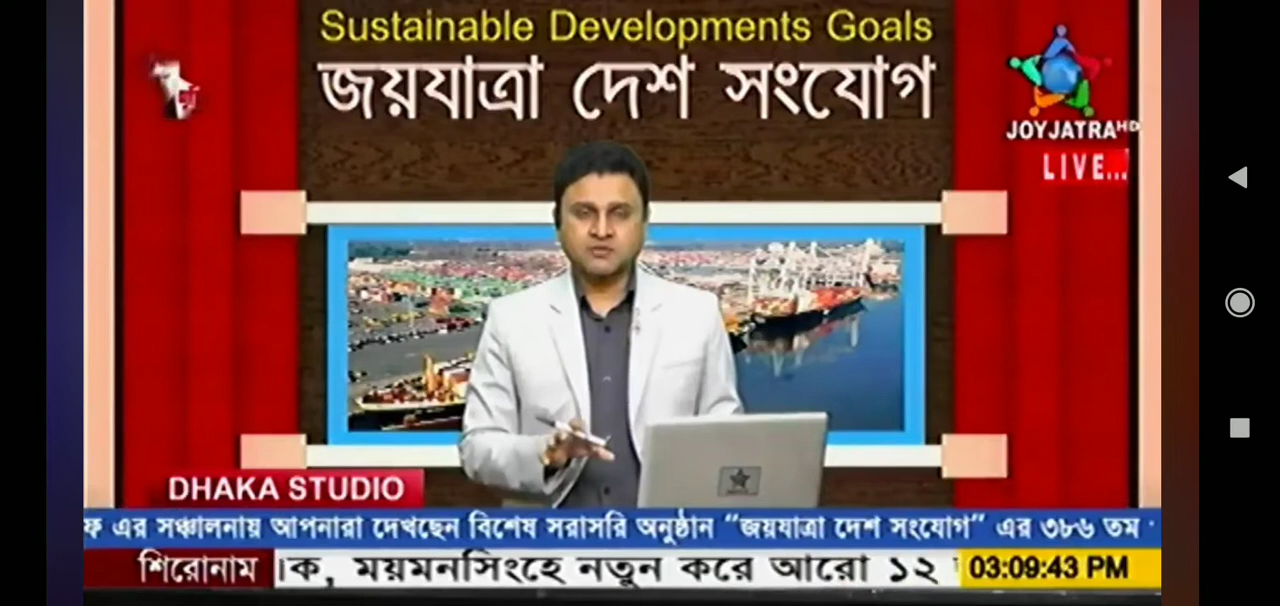 Sustainable Developments Goals
জয়যাত্রা দেশ সংযোগ
JOYJATRA HD
LIVE...
DHAKA STUDIO
ফ এর সঞ্চালনায় আপনারা দেখছেন বিশেষ সরাসরি অনুষ্ঠান “জয়যাত্রা দেশ সংযোগ” এর ৩৮৬ তম
শিরোনাম ।ক, ময়মনসিংহে নতুন করে আরো ১২ 03:09:43 PM